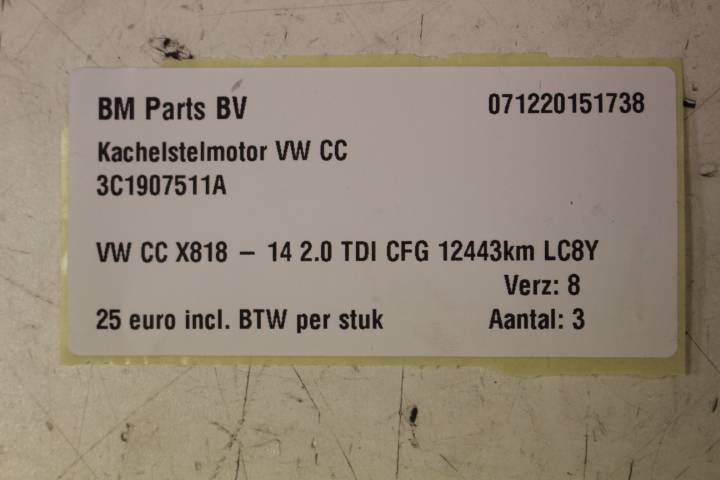 BM Parts BV 071220151738
Kachelstelmotor VW CC
3C1907511A
VW CC X818 – 14 2.0 TDI CFG 12443km LC8Y
Verz: 8
25 euro incl. BTW per stuk Aantal: 3